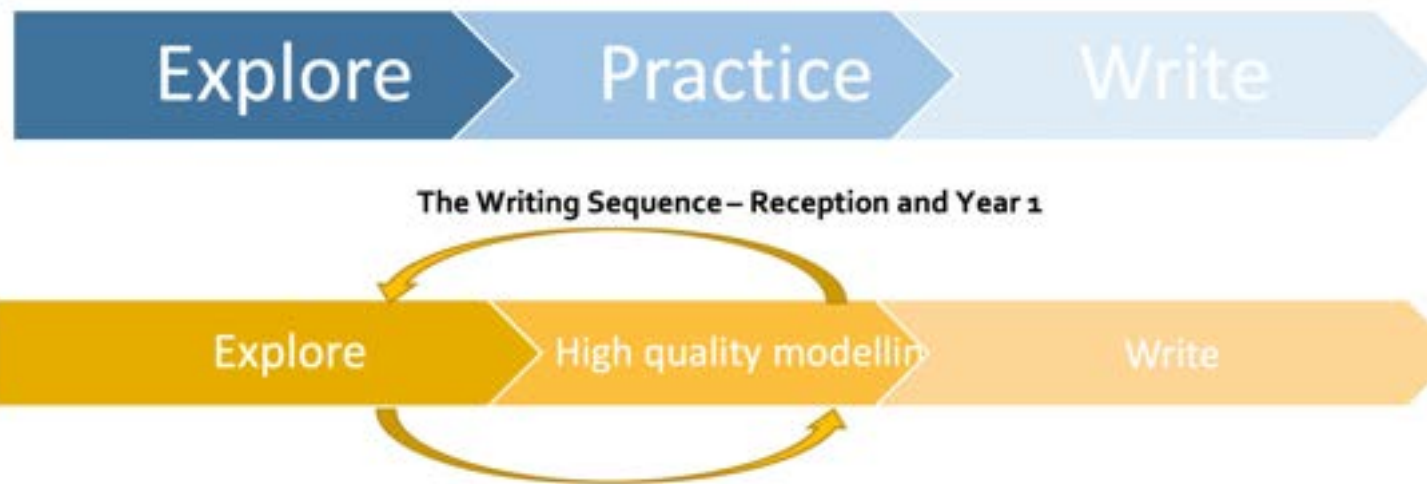 Explore Practice Write
The Writing Sequence – Reception and Year 1
Explore High quality modellin Write